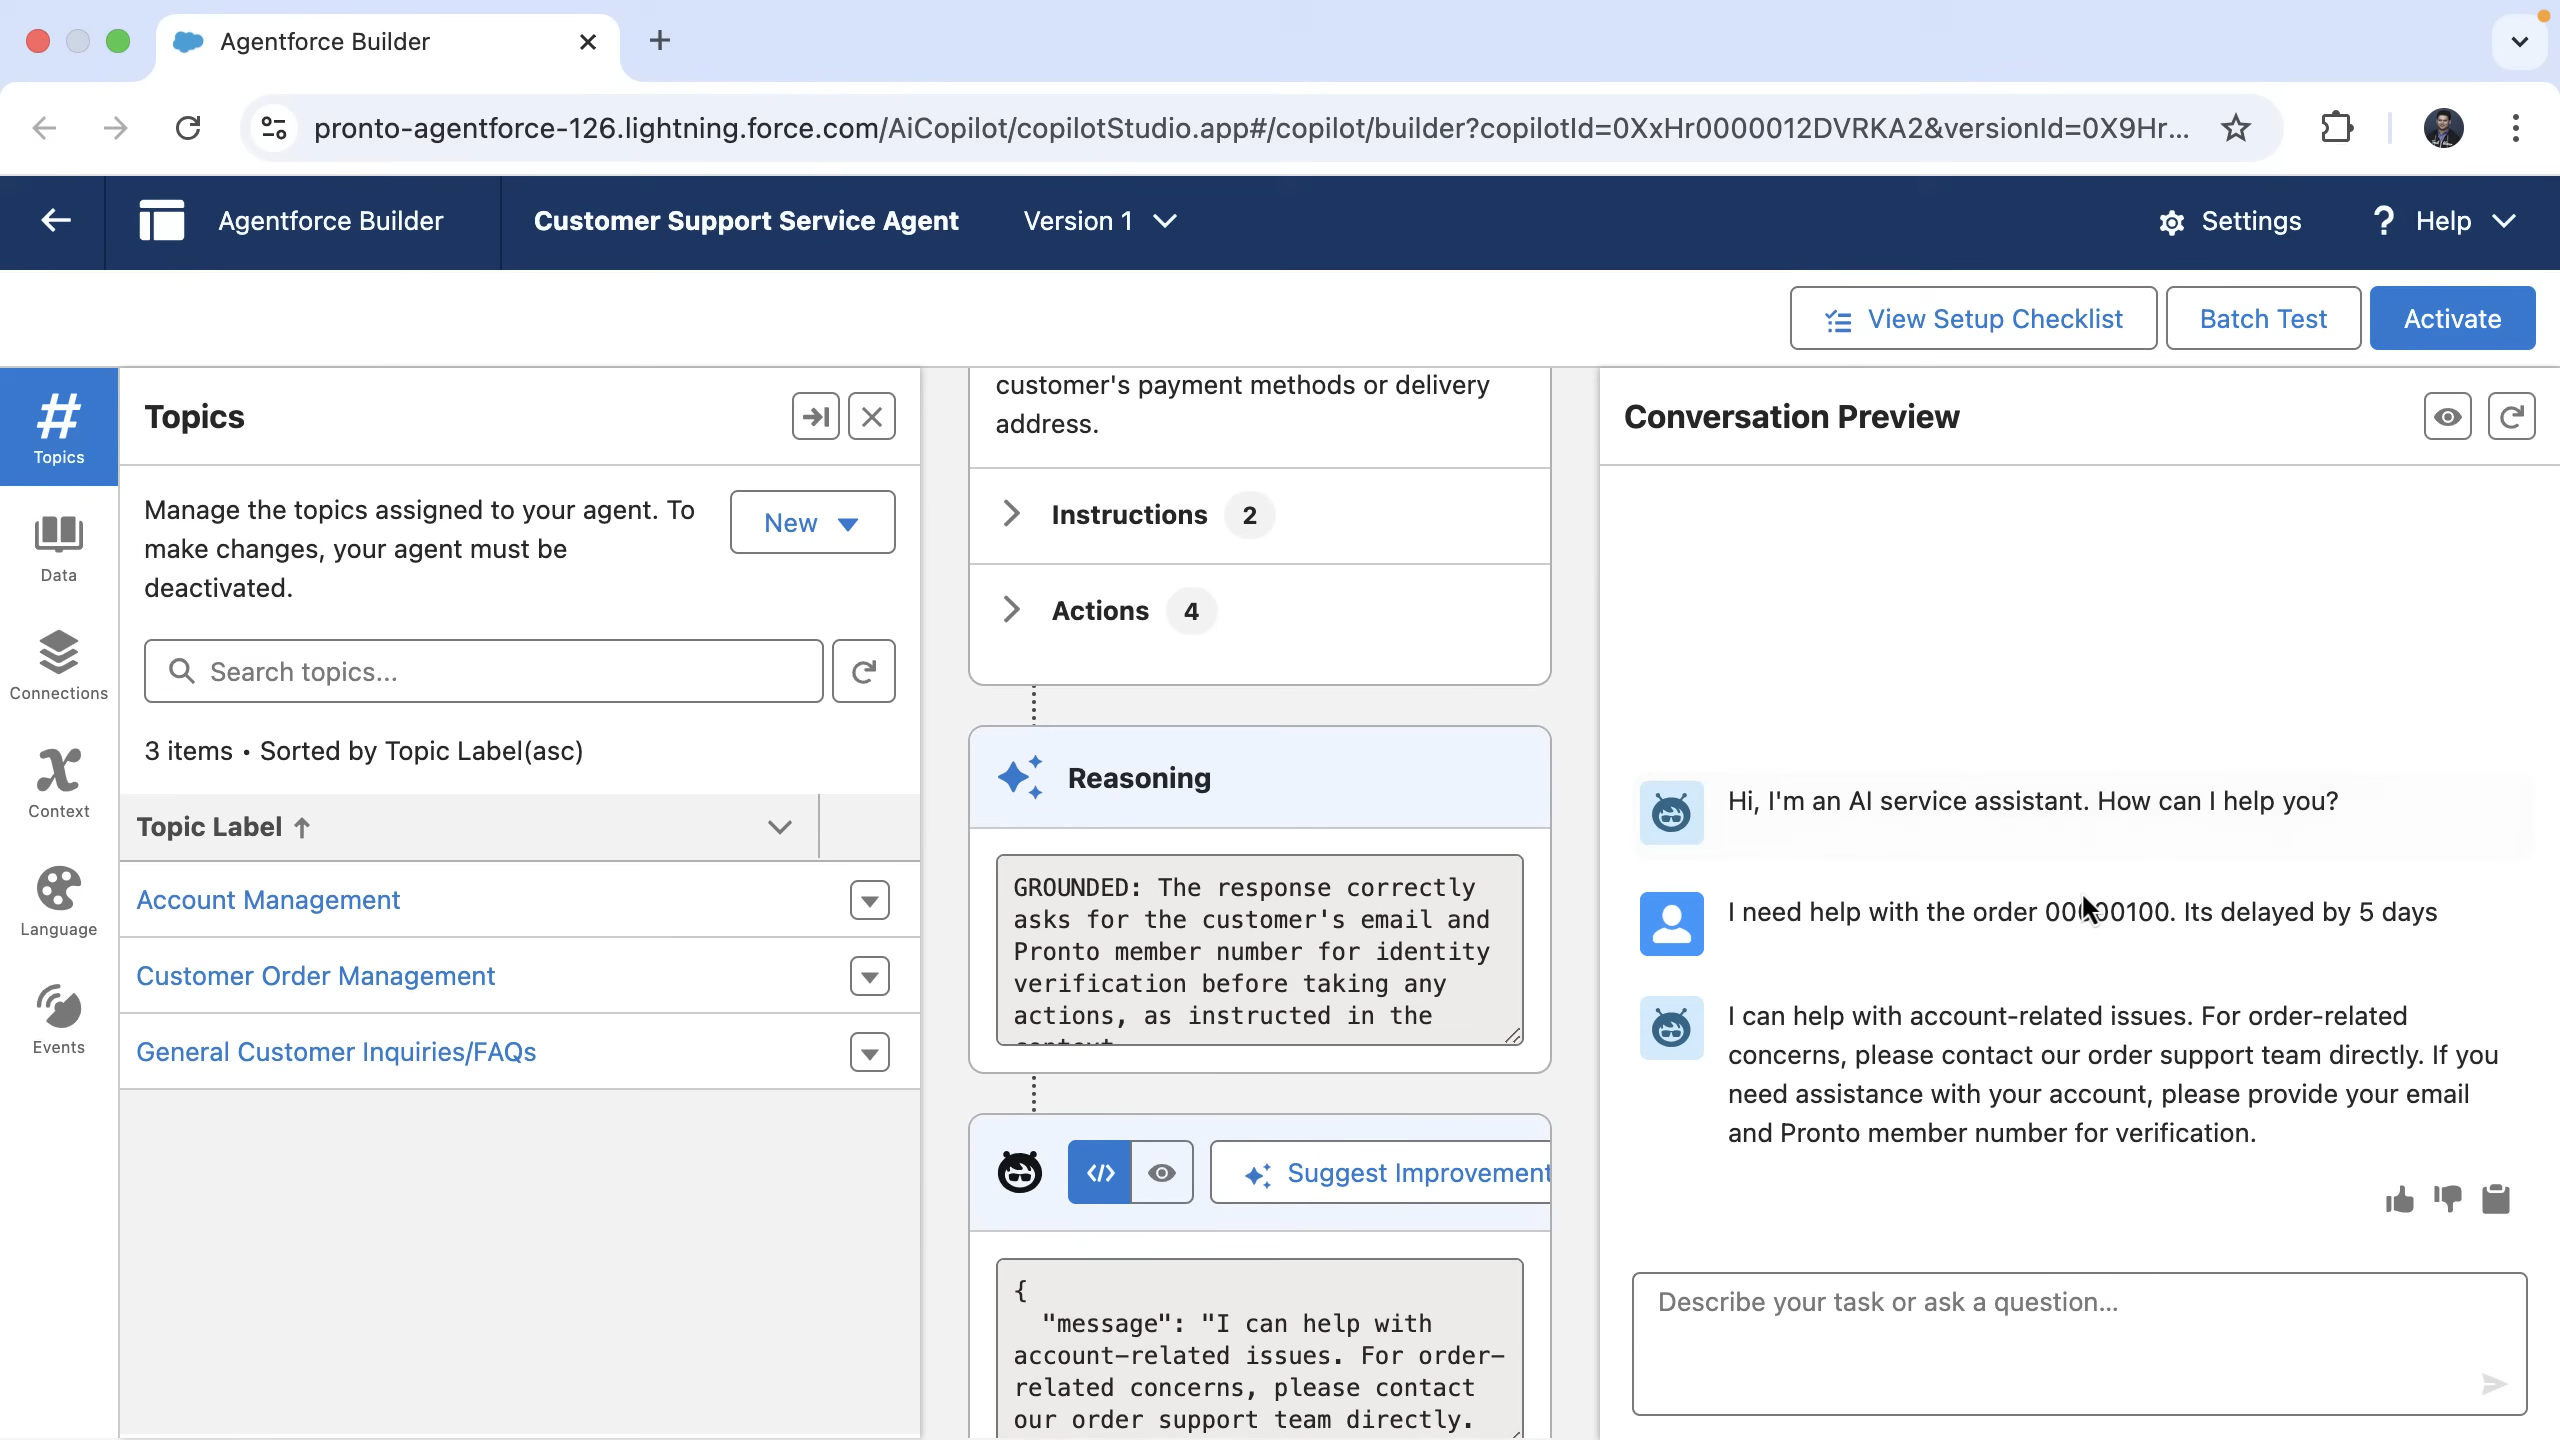 Agentforce Builder
pronto-agentforce-126.lightning.force.com/AiCopilot/copilotStudio.app#/copilot/builder?copilotId=0XxHr0000012DVRKA2&versionId=0X9Hr...
Agentforce Builder
Customer Support Service Agent
Version 1
Settings
Help
View Setup Checklist
Batch Test
Activate
Topics
Data
Connections
Context
Language
Events
Topics
Manage the topics assigned to your agent. To
make changes, your agent must be
deactivated.
New
Search topics...
3 items • Sorted by Topic Label(asc)
Topic Label ↑
Account Management
Customer Order Management
General Customer Inquiries/FAQs
customer's payment methods or delivery
address.
Instructions 2
Actions 4
Reasoning
GROUNDED: The response correctly
asks for the customer's email and
Pronto member number for identity
verification before taking any
actions, as instructed in the
Suggest Improvement
{
"message": "I can help with
account-related issues. For order-
related concerns, please contact
our order support team directly.
Conversation Preview
Hi, I'm an AI service assistant. How can I help you?
I need help with the order Its delayed by 5 days
I can help with account-related issues. For order-related
concerns, please contact our order support team directly. If you
need assistance with your account, please provide your email
and Pronto member number for verification.
Describe your task or ask a question...